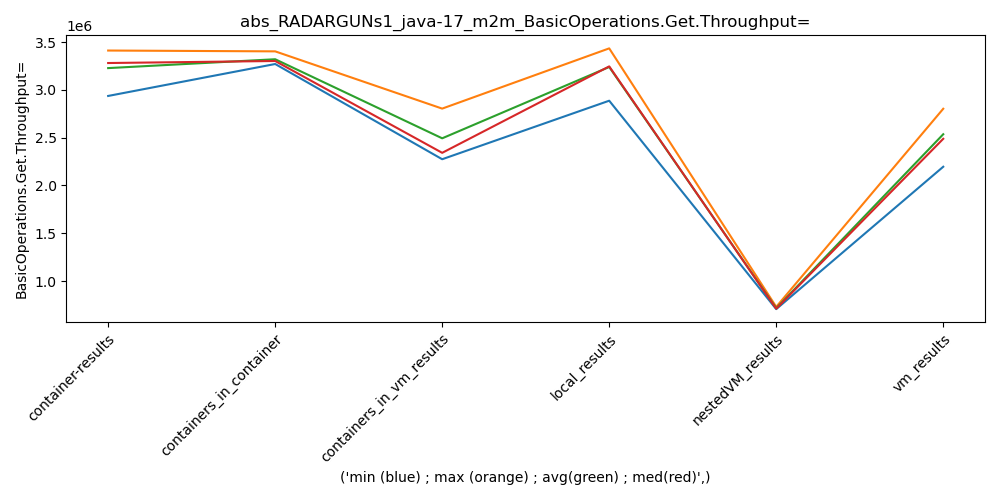 abs_RADARGUNs1_java-17_m2m_BasicOperations.Get.Throughput=
1e6
3.5
3.0
2.5
2.0
1.5
1.0
BasicOperations.Get.Throughput=
container-results
containers_in_container
containers_in_vm_results
local_results
nestedVM_results
vm_results
('min (blue) ; max (orange) ; avg(green) ; med(red)',)